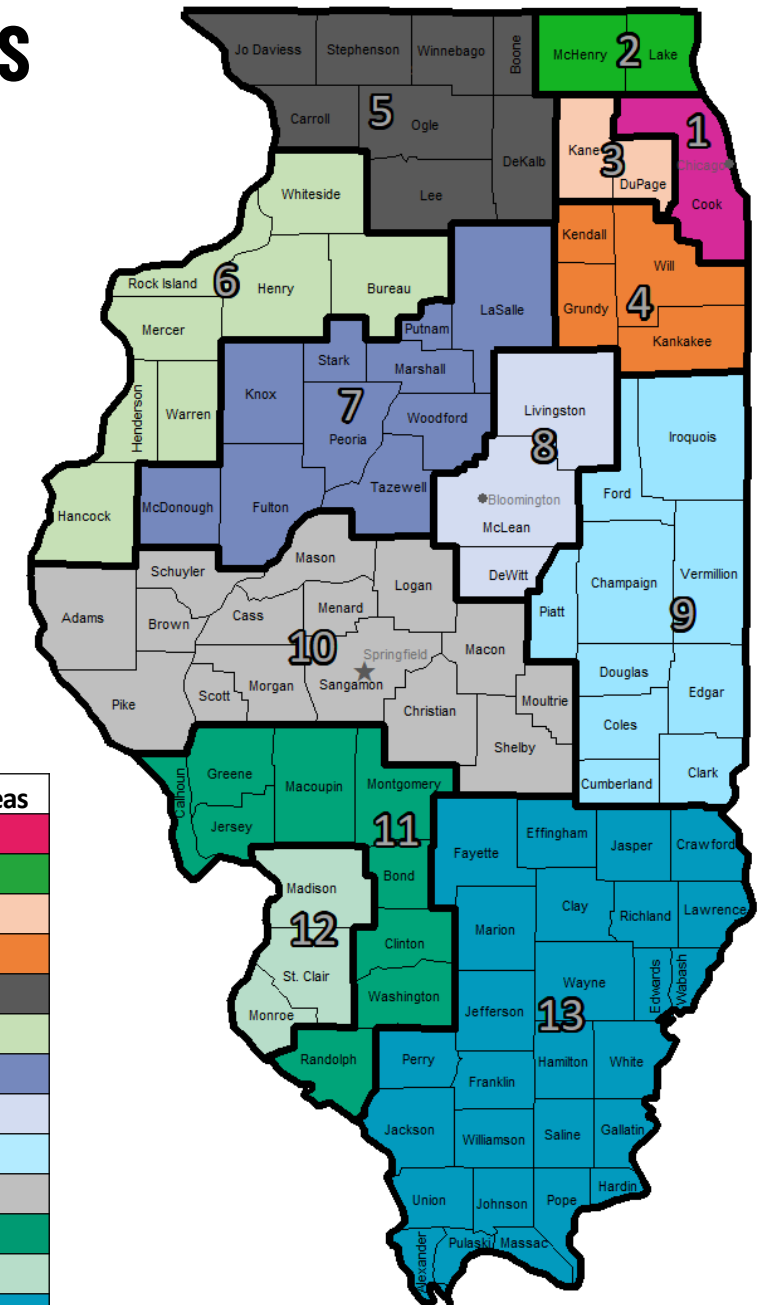 S
Jo Daviess
Stephenson
Winnebago
Boone
McHenry
2
Lake
Carroll
5
Ogle
DeKalb
Lee
Kane
3
DuPage
1
Chicago
Cook
Whiteside
Rock Island
6
Henry
Bureau
Mercer
Henderson
Warren
Hancock
Kendall
Will
Grundy
4
Kankakee
LaSalle
Putnam
Stark
Marshall
Knox
7
Peoria
Woodford
Tazewell
McDonough
Fulton
Livingston
8
Bloomington
McLean
DeWitt
Iroquois
Ford
Champaign
Vermillion
Piatt
9
Douglas
Edgar
Coles
Cumberland
Clark
Mason
Schuyler
Logan
Adams
Brown
Cass
Menard
10
Springfield
Macon
Pike
Scott
Morgan
Sangamon
Christian
Moultrie
Shelby
eas
Calhoun
Greene
Macoupin
Montgomery
Jersey
11
Bond
Clinton
Washington
Randolph
Madison
12
St. Clair
Monroe
Fayette
Effingham
Jasper
Crawford
Marion
Clay
Richland
Lawrence
Wayne
Edwards
Wabash
Jefferson
13
Perry
Franklin
Hamilton
White
Jackson
Williamson
Saline
Gallatin
Union
Johnson
Pope
Hardin
Alexander
Pulaski
Massac